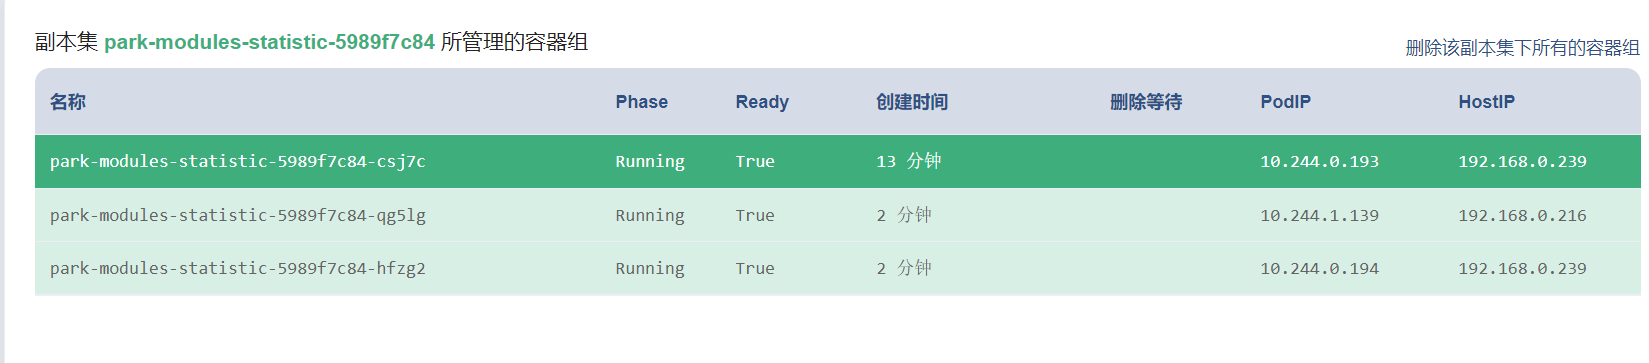 副本集 park-modules-statistic-5989f7c84 所管理的容器组
删除该副本集下所有的容器组
名称 Phase Ready 创建时间 删除等待 PodIP HostIP
park-modules-statistic-5989f7c84-csj7c Running True 13 分钟 10.244.0.193 192.168.0.239
park-modules-statistic-5989f7c84-qg5lg Running True 2 分钟 10.244.1.139 192.168.0.216
park-modules-statistic-5989f7c84-hfzg2 Running True 2 分钟 10.244.0.194 192.168.0.239